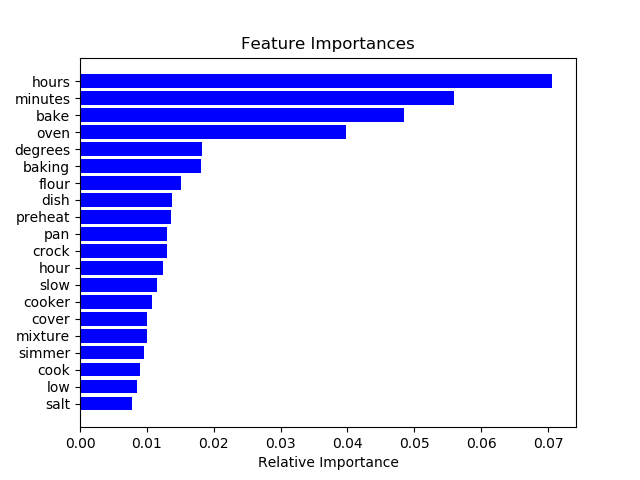 Feature Importances
hours
minutes
bake
oven
degrees
baking
flour
dish
preheat
pan
crock
hour
slow
cooker
cover
mixture
simmer
cook
low
salt
0.00 0.01 0.02 0.03 0.04 0.05 0.06 0.07
Relative Importance